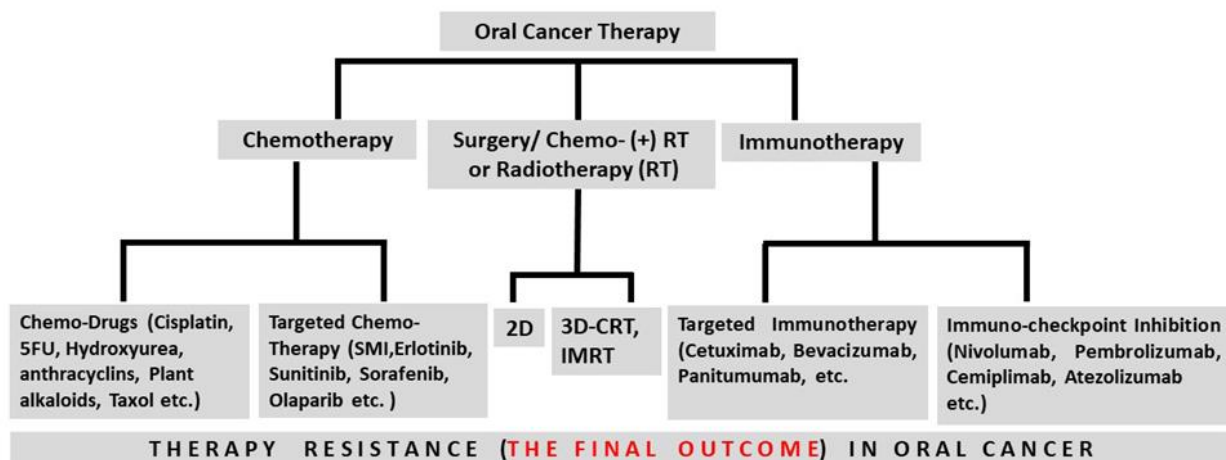 Oral Cancer Therapy
Chemotherapy
Surgery/ Chemo- (+) RT
or Radiotherapy (RT)
Immunotherapy
Chemo-Drugs (Cisplatin,
5FU, Hydroxyurea,
anthracyclins, Plant
alkaloids, Taxol etc.)
Targeted Chemo-
Therapy (SMI,Erlotinib,
Sunitinib, Sorafenib,
Olaparib etc. )
2D
3D-CRT,
IMRT
Targeted Immunotherapy
(Cetuximab, Bevacizumab,
Panitumumab, etc.
Immuno-checkpoint Inhibition
(Nivolumab, Pembrolizumab,
Cemiplimab, Atezolizumab
etc.)
THERAPY RESISTANCE (THE FINAL OUTCOME) IN ORAL CANCER